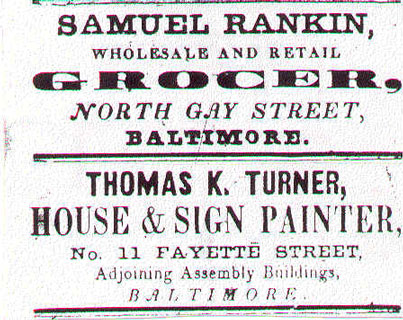 SAMUEL RANKIN,
WHOLESALE AND RETAIL
GROCER,
NORTH GAY STREET,
BALTIMORE.
THOMAS K. TURNER,
HOUSE & SIGN PAINTER,
No. 11 FAYETTE STREET,
Adjoining Assembly Buildings,
BALTIMORE.